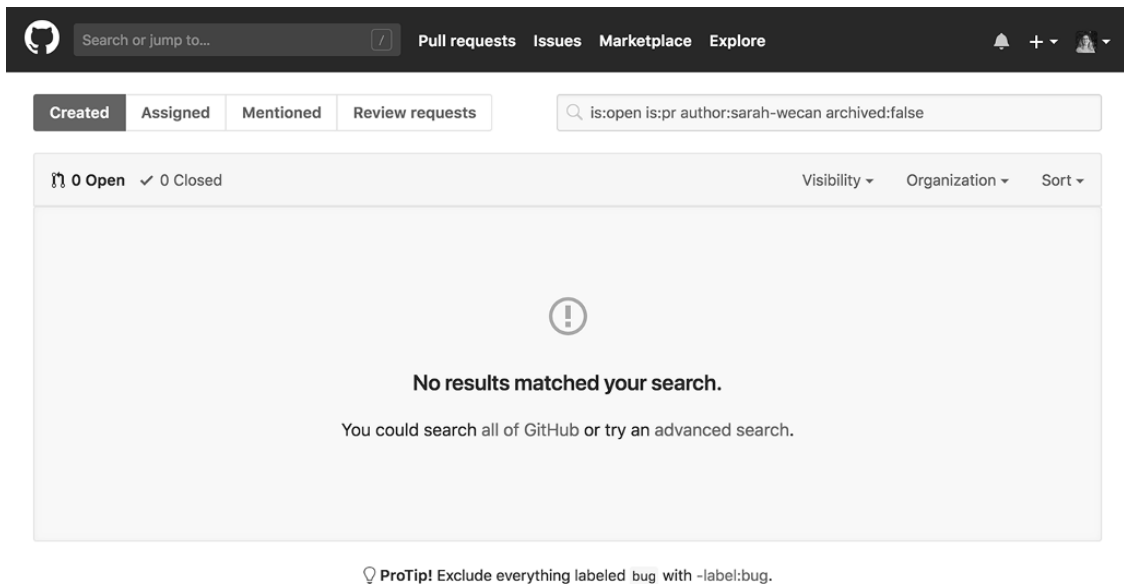 Search or jump to... / Pull requests Issues Marketplace Explore
Created Assigned Mentioned Review requests is:open is:pr author:sarah-wecan archived:false
0 Open 0 Closed Visibility Organization Sort
No results matched your search.
You could search all of GitHub or try an advanced search.
ProTip! Exclude everything labeled bug with -label:bug.